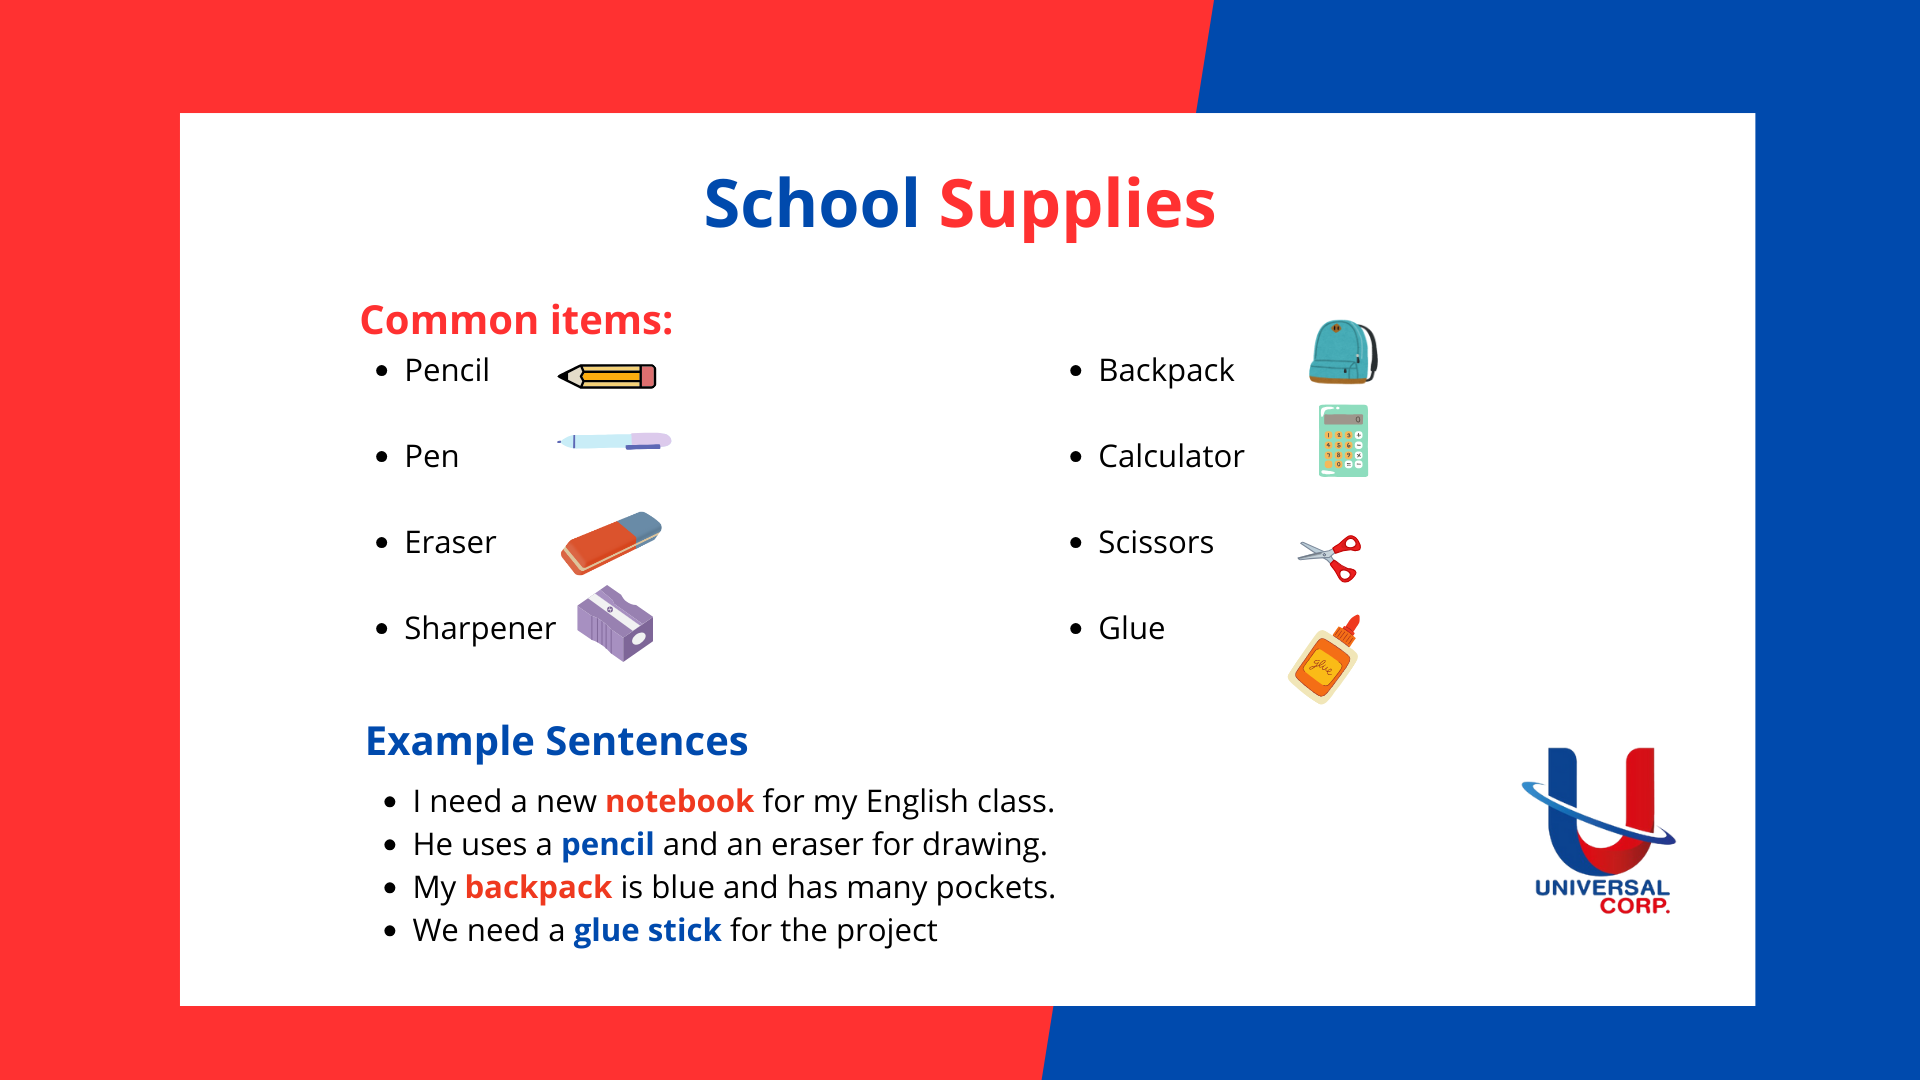 School Supplies
Common items:
Pencil
Pen
Eraser
Sharpener
Backpack
Calculator
Scissors
Glue
glue
Example Sentences
I need a new notebook for my English class.
He uses a pencil and an eraser for drawing.
My backpack is blue and has many pockets.
We need a glue stick for the project
UNIVERSAL
CORP.